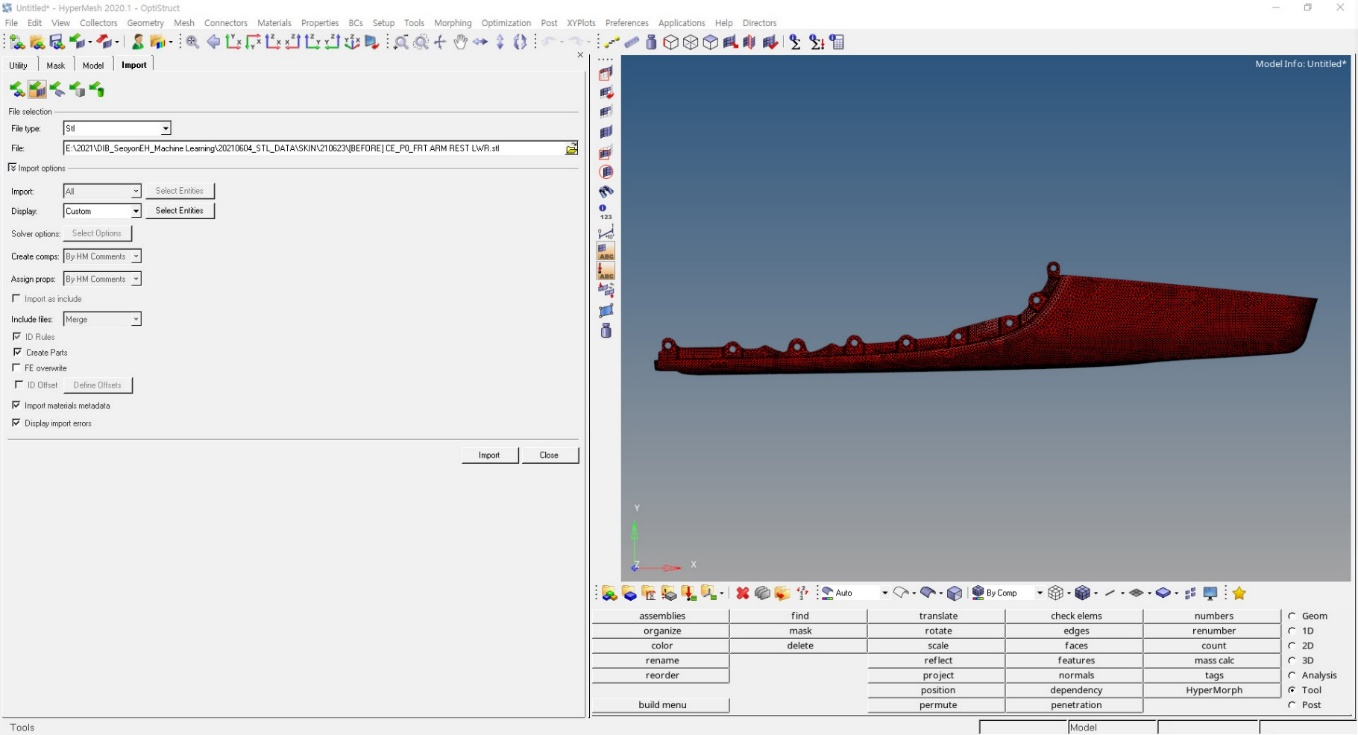 Untitled* - HyperMesh 2020.1 - OptiStruct
File Edit View Collectors Geometry Mesh Connectors Materials Properties BCs Setup Tools Morphing Optimization Post XYPlots Preferences Applications Help Directors
Utility Mask Model Import
Model Info: Untitled*
File selection
File type: Stl
File: E:\2021\DIB_SeoyonEH_Machine Learning\20210604_STL_DATA\SKIN\210623\[BEFORE] CE_P0_FRT ARM REST LWR.stl
Import options
Import: All Select Entities
Display: Custom Select Entities
Solver options: Select Options
Create comps: By HM Comments
Assign props: By HM Comments
Import as include
Include files: Merge
ID Rules
Create Parts
FE overwrite
ID Offset Define Offsets
Import materials metadata
Display import errors
Import Close
123
ABC
ABC
Y
Z X
Auto By Comp
assemblies find translate check elems numbers Geom
organize mask rotate edges renumber 1D
color delete scale faces count 2D
rename reflect features mass calc 3D
reorder project normals tags Analysis
position dependency HyperMorph Tool
build menu permute penetration Post
Tools Model